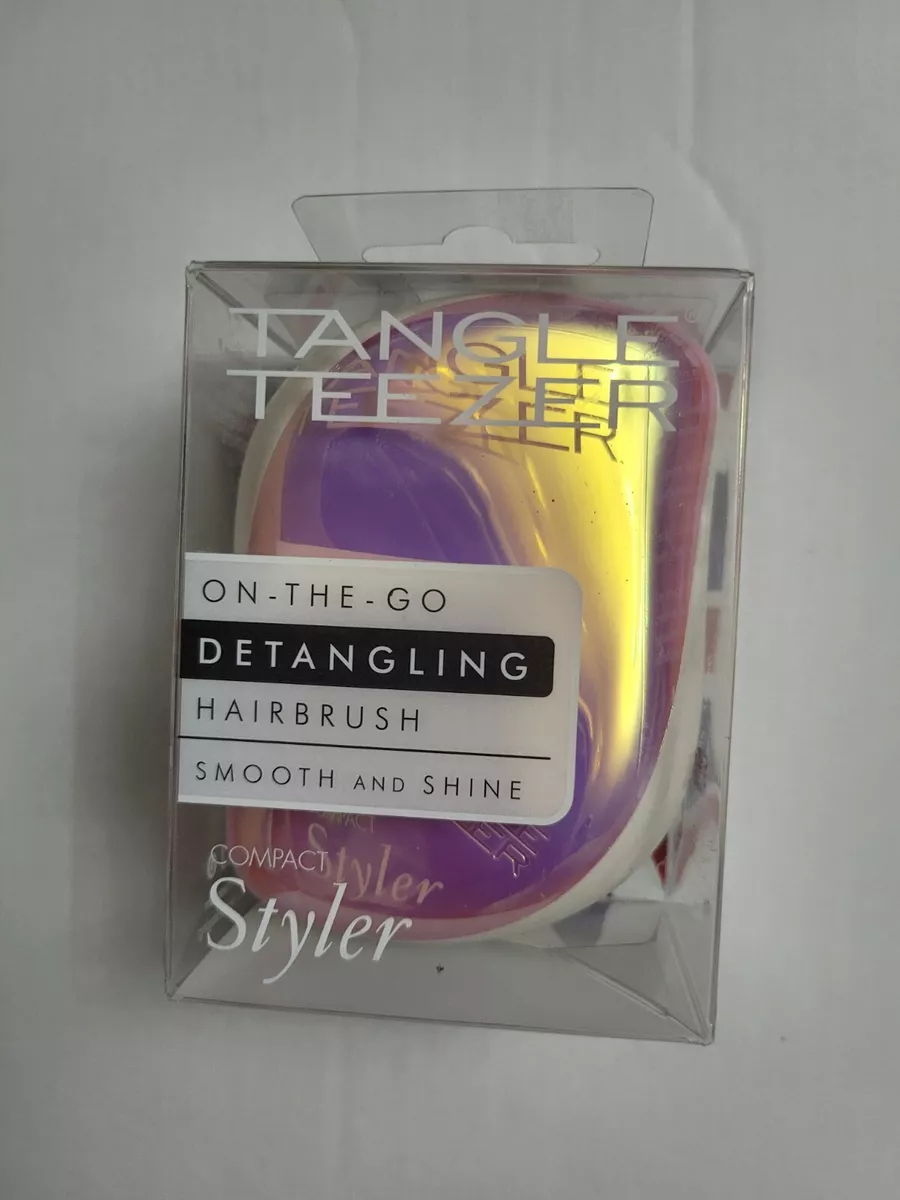 TANGLE®
TEEZER
ON-THE-GO
DETANGLING
HAIRBRUSH
SMOOTH AND SHINE
COMPACT
Styler